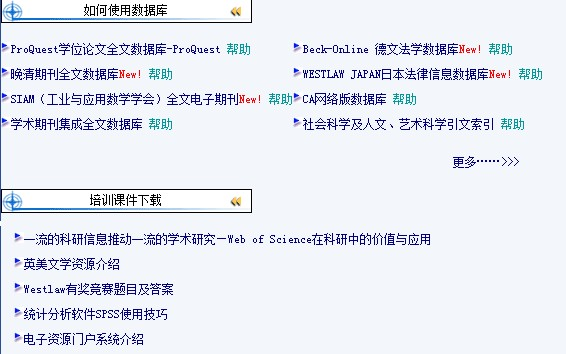 如何使用数据库
ProQuest学位论文全文数据库-ProQuest 帮助
Beck-Online 德文法学数据库New! 帮助
晚清期刊全文数据库New! 帮助
WESTLAW JAPAN日本法律信息数据库New! 帮助
SIAM（工业与应用数学学会）全文电子期刊New! 帮助
CA网络版数据库 帮助
学术期刊集成全文数据库 帮助
社会科学及人文、艺术科学引文索引 帮助
更多……>>>
培训课件下载
一流的科研信息推动一流的学术研究—Web of Science在科研中的价值与应用
英美文学资源介绍
Westlaw有奖竞赛题目及答案
统计分析软件SPSS使用技巧
电子资源门户系统介绍